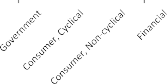 Government
Consumer, Cyclical
Consumer, Non-cyclical
Financial